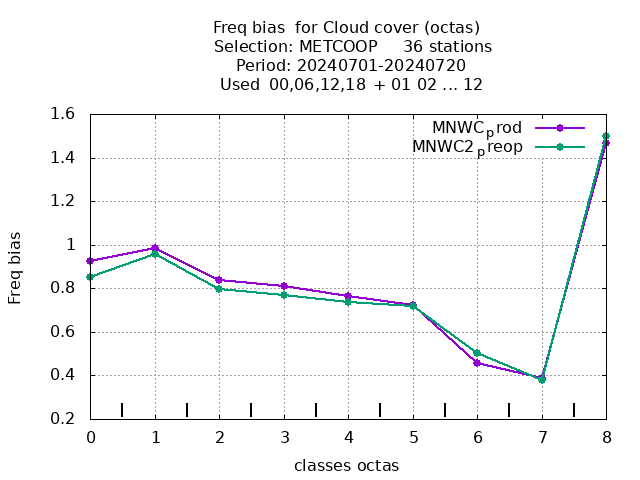 Freq bias  for Cloud cover (octas)
Selection: METCOOP     36 stations
Period: 20240701-20240720
Used  00,06,12,18  + 01 02 ... 12
MNWC_prod
MNWC2_preop
1.6
1.4
1.2
1
0.8
0.6
0.4
0.2
Freq bias
0 1 2 3 4 5 6 7 8
classes octas